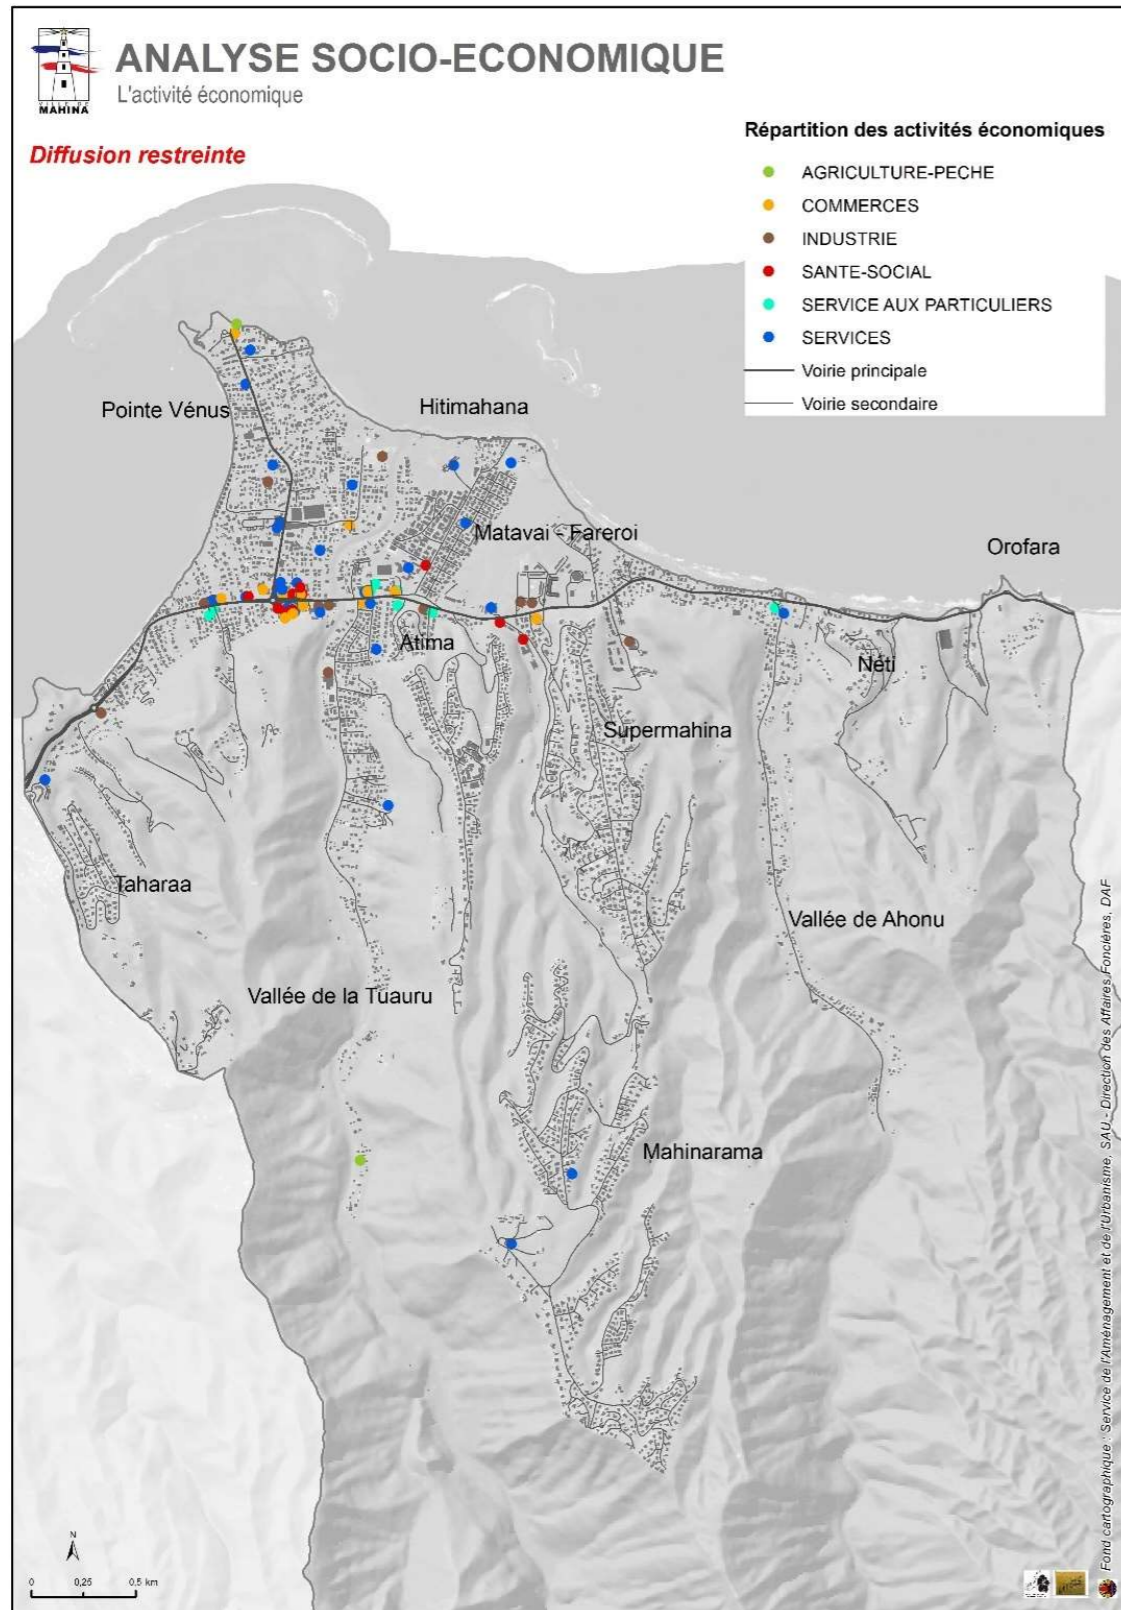 ANALYSE SOCIO-ECONOMIQUE
L'activité économique
VILLE DE
MAHINA
Diffusion restreinte
Répartition des activités économiques
AGRICULTURE-PECHE
COMMERCES
INDUSTRIE
SANTE-SOCIAL
SERVICE AUX PARTICULIERS
SERVICES
Voirie principale
Voirie secondaire
Pointe Vénus
Hitimahana
Matavai - Fareroi
Orofara
Atima
Néti
Supermahina
Taharaa
Vallée de Ahonu
Vallée de la Tuauru
Mahinarama
N
0 0,25 0,5 km
Fond cartographique : Service de l'Aménagement et de l'Urbanisme, SAU - Direction des Affaires Foncières, DAF